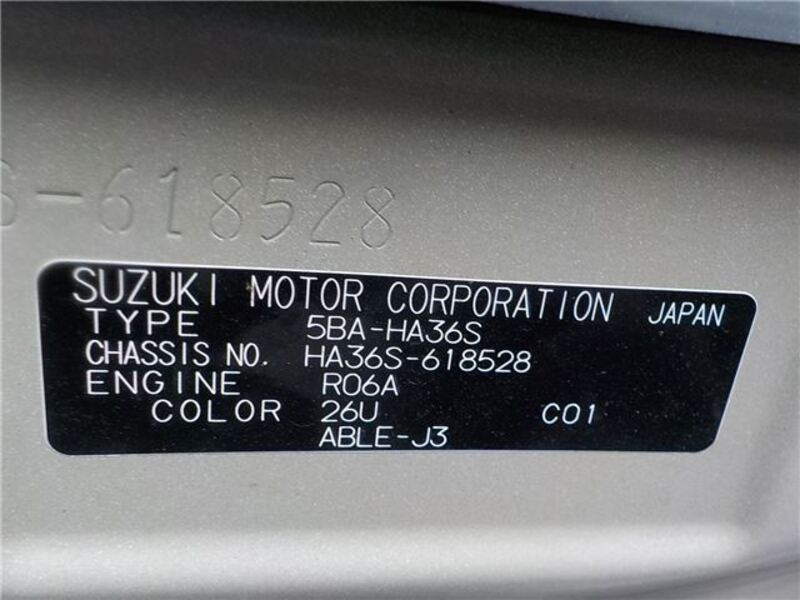 S-618528
SUZUKI MOTOR CORPORATION JAPAN
TYPE 5BA-HA36S
CHASSIS NO. HA36S-618528
ENGINE R06A
COLOR 26U C01
ABLE-J3